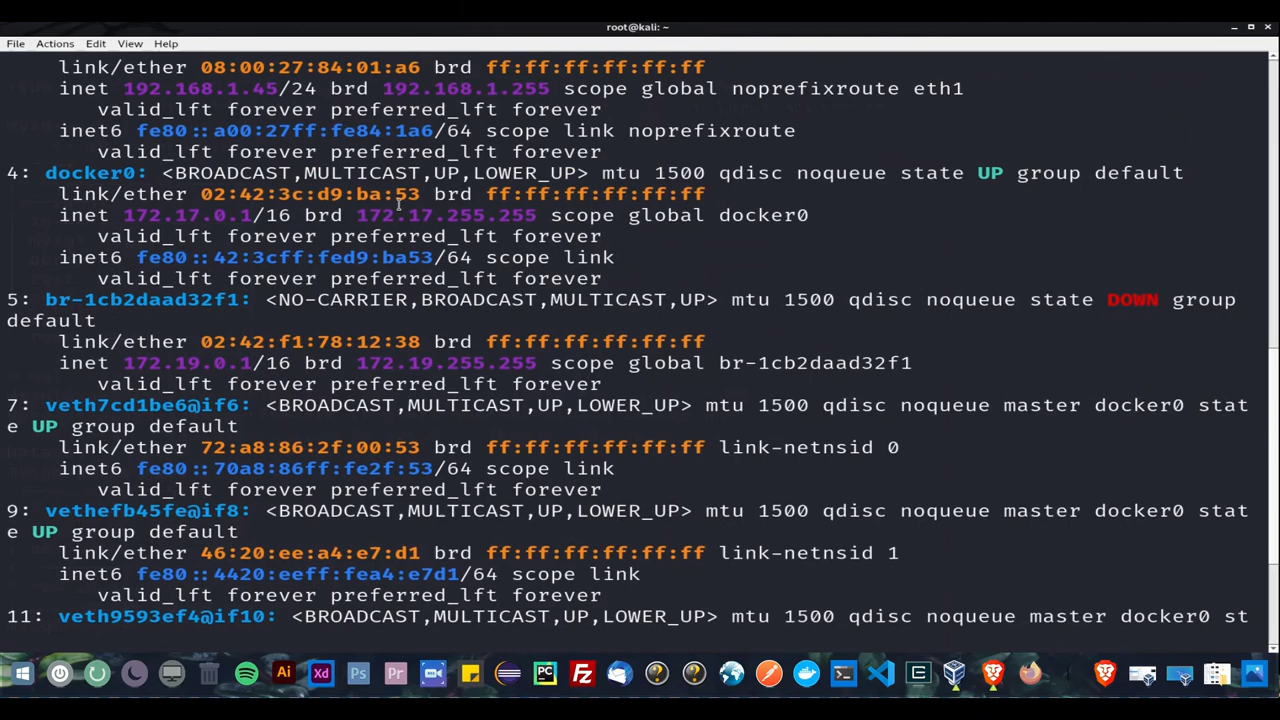 root@kali: ~
File Actions Edit View Help
link/ether 08:00:27:84:01:a6 brd ff:ff:ff:ff:ff:ff
inet 192.168.1.45/24 brd 192.168.1.255 scope global noprefixroute eth1
valid_lft forever preferred_lft forever
inet6 fe80::a00:27ff:fe84:1a6/64 scope link noprefixroute
valid_lft forever preferred_lft forever
4: docker0: <BROADCAST,MULTICAST,UP,LOWER_UP> mtu 1500 qdisc noqueue state UP group default
link/ether 02:42:3c:d9:ba:53 brd ff:ff:ff:ff:ff:ff
inet 172.17.0.1/16 brd 172.17.255.255 scope global docker0
valid_lft forever preferred_lft forever
inet6 fe80::42:3cff:fed9:ba53/64 scope link
valid_lft forever preferred_lft forever
5: br-1cb2daad32f1: <NO-CARRIER,BROADCAST,MULTICAST,UP> mtu 1500 qdisc noqueue state DOWN group
default
link/ether 02:42:f1:78:12:38 brd ff:ff:ff:ff:ff:ff
inet 172.19.0.1/16 brd 172.19.255.255 scope global br-1cb2daad32f1
valid_lft forever preferred_lft forever
7: veth7cd1be6@if6: <BROADCAST,MULTICAST,UP,LOWER_UP> mtu 1500 qdisc noqueue master docker0 stat
e UP group default
link/ether 72:a8:86:2f:00:53 brd ff:ff:ff:ff:ff:ff link-netnsid 0
inet6 fe80::70a8:86ff:fe2f:53/64 scope link
valid_lft forever preferred_lft forever
9: vethefb45fe@if8: <BROADCAST,MULTICAST,UP,LOWER_UP> mtu 1500 qdisc noqueue master docker0 stat
e UP group default
link/ether 46:20:ee:a4:e7:d1 brd ff:ff:ff:ff:ff:ff link-netnsid 1
inet6 fe80::4420:eeff:fea4:e7d1/64 scope link
valid_lft forever preferred_lft forever
11: veth9593ef4@if10: <BROADCAST,MULTICAST,UP,LOWER_UP> mtu 1500 qdisc noqueue master docker0 st
Ai Xd Ps Pr PC FZ